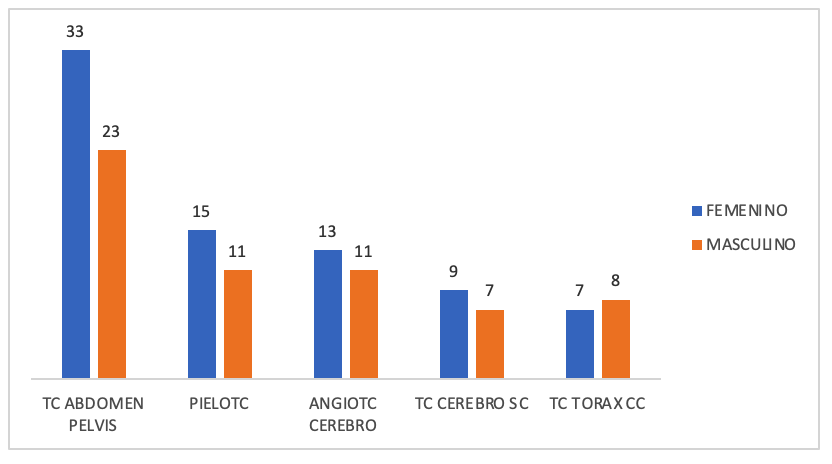 33
23
15
11
13
11
9
7
7
8
FEMENINO
MASCULINO
TC ABDOMEN
PELVIS
PIELOTC
ANGIOTC
CEREBRO
TC CEREBRO SC
TC TORAX CC